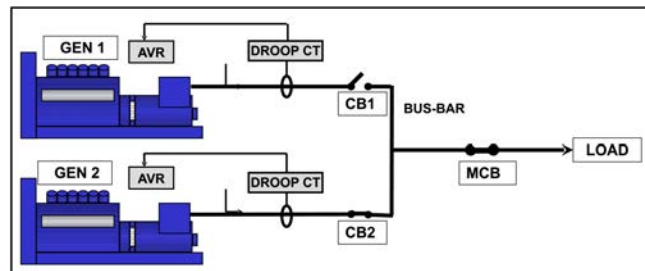 GEN 1
AVR
DROOP CT
CB1
BUS-BAR
MCB
LOAD
GEN 2
AVR
DROOP CT
CB2